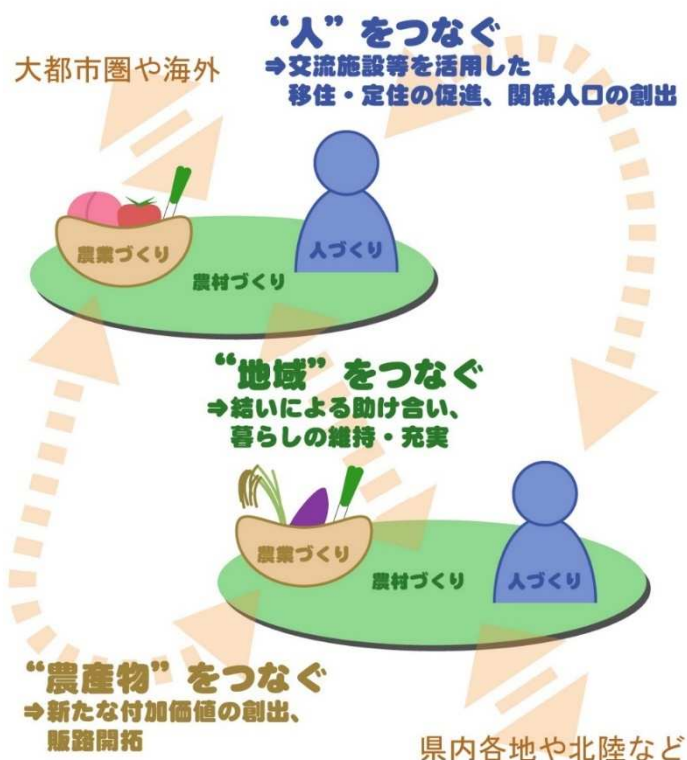 “人”をつなぐ
⇒交流施設等を活用した
移住・定住の促進、関係人口の創出
大都市圏や海外
農業づくり
人づくり
農村づくり
“地域”をつなぐ
⇒結いによる助け合い、
暮らしの維持・充実
農業づくり
農村づくり
人づくり
“農産物”をつなぐ
⇒新たな付加価値の創出、
販路開拓
県内各地や北陸など